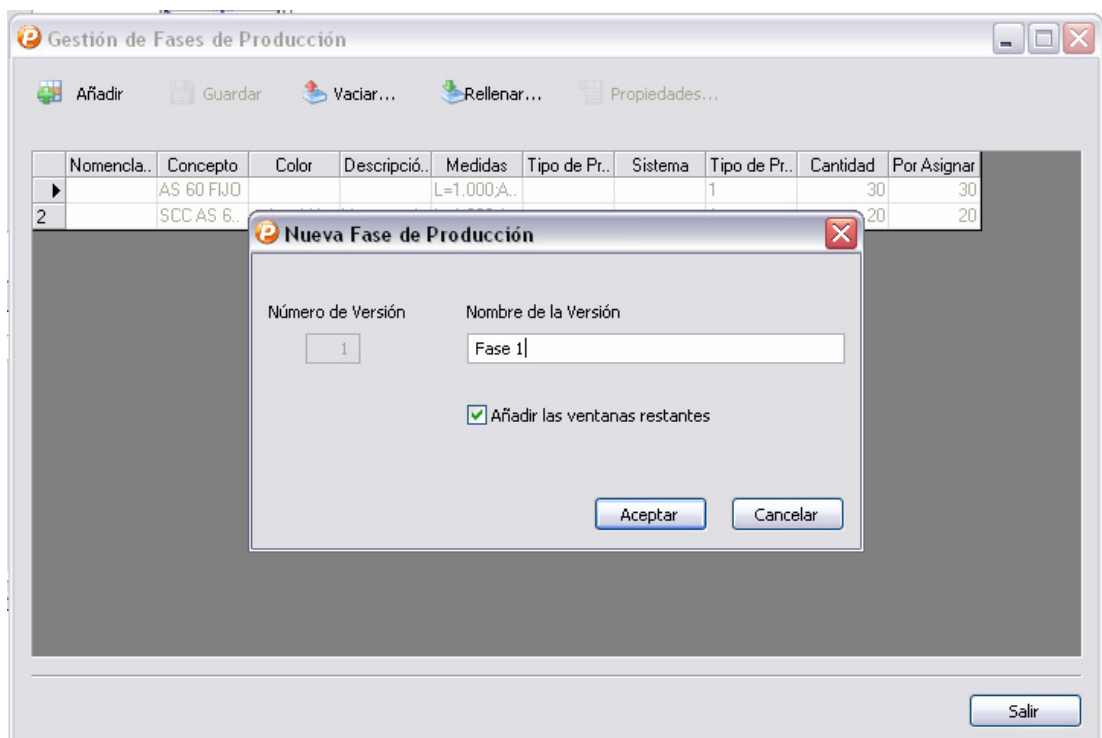 Gestión de Fases de Producción
Añadir Guardar Vaciar... Rellenar... Propiedades...
Nomencla.. Concepto Color Descripció.. Medidas Tipo de Pr.. Sistema Tipo de Pr.. Cantidad Por Asignar
AS 60 FIJO L=1.000;A.. 1 30 30
2 SCC AS 6.. 20 20
Nueva Fase de Producción
Número de Versión Nombre de la Versión
1 Fase 1
Añadir las ventanas restantes
Aceptar Cancelar
Salir